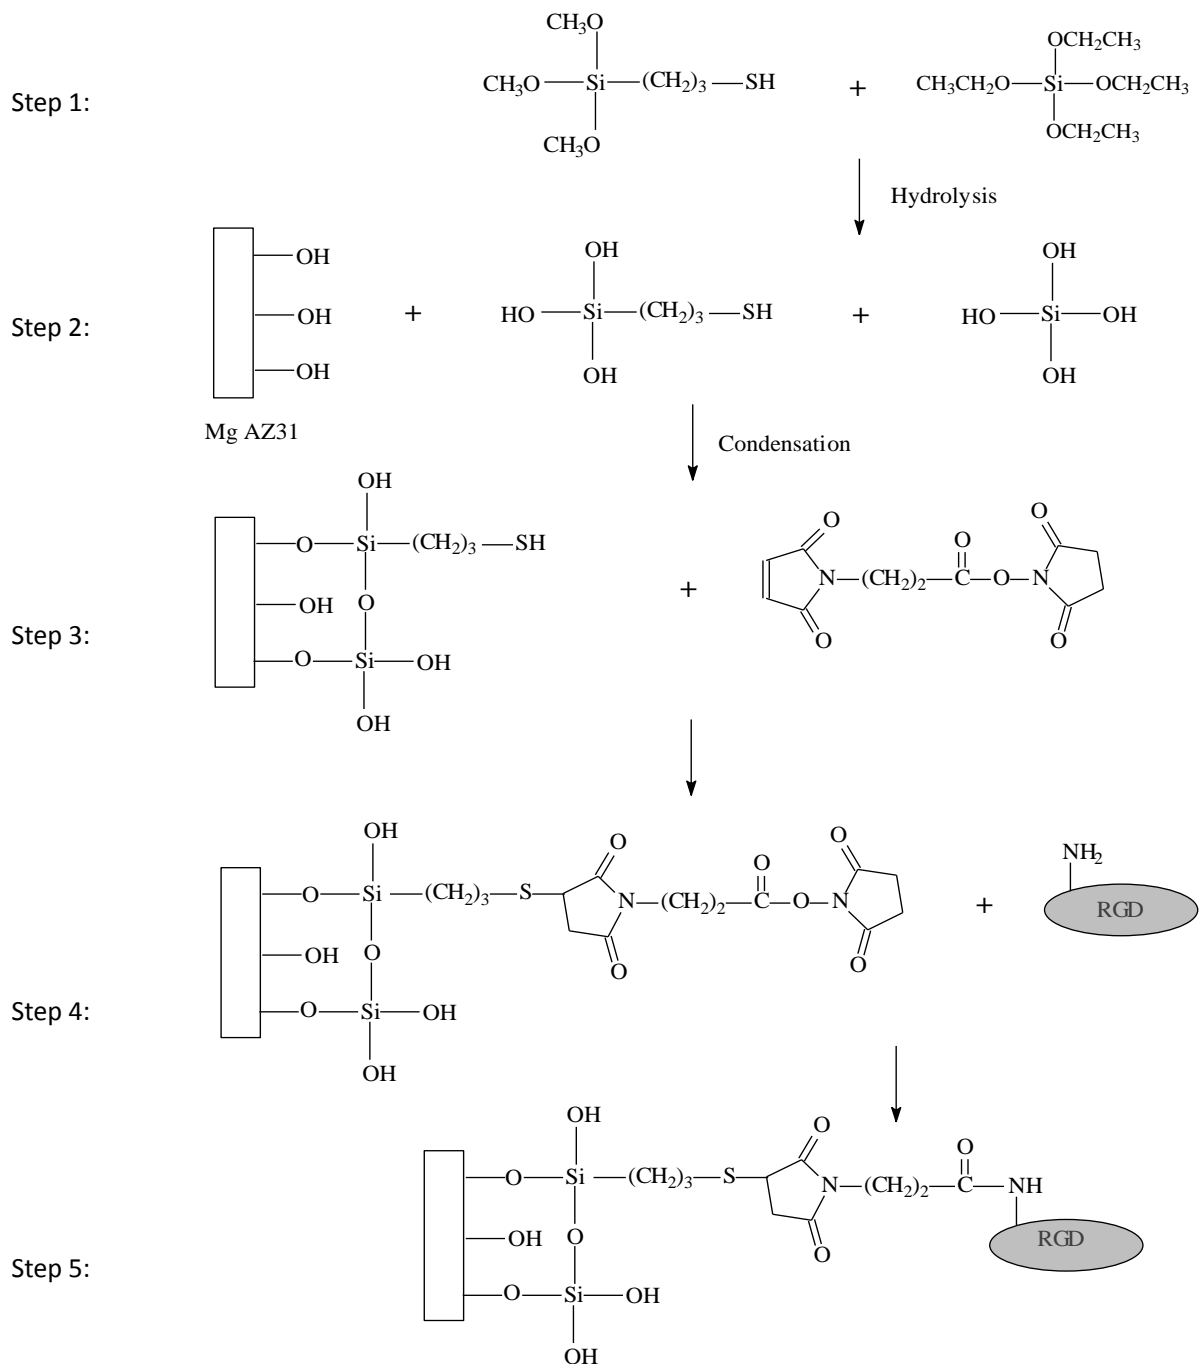 Step 1:
CH3O
CH3O—Si—(CH2)3—SH
CH3O
+
OCH2CH3
CH3CH2O—Si—OCH2CH3
OCH2CH3
Hydrolysis
Step 2:
OH
OH
OH
Mg AZ31
+
OH
HO—Si—(CH2)3—SH
OH
+
OH
HO—Si—OH
OH
Condensation
Step 3:
OH
O—Si—(CH2)3—SH
OH O
O—Si—OH
OH
+
O O O
N—(CH2)2—C—O—N
O O
Step 4:
OH O O O
O—Si—(CH2)3—S N—(CH2)2—C—O—N
OH O O O
O—Si—OH
OH
+
NH2
RGD
Step 5:
OH O O
O—Si—(CH2)3—S N—(CH2)2—C—NH
OH O O RGD
O—Si—OH
OH